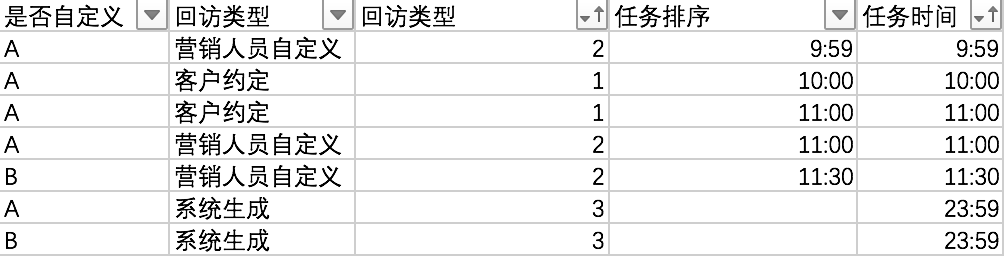 是否自定义 回访类型 回访类型 任务排序 任务时间
A 营销人员自定义 2 9:59 9:59
A 客户约定 1 10:00 10:00
A 客户约定 1 11:00 11:00
A 营销人员自定义 2 11:00 11:00
B 营销人员自定义 2 11:30 11:30
A 系统生成 3 23:59
B 系统生成 3 23:59